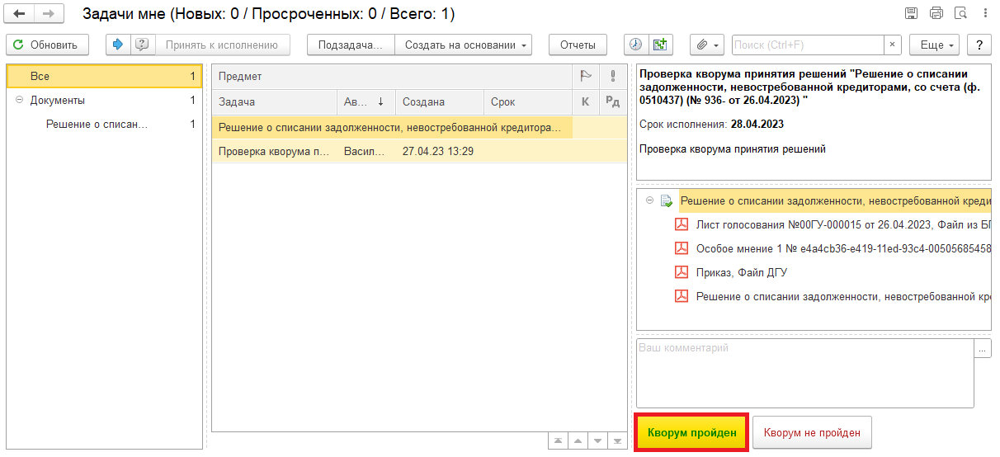 Задачи мне (Новых: 0 / Просроченных: 0 / Всего: 1)
Обновить
Принять к исполнению
Подзадача...
Создать на основании
Отчеты
Поиск (Ctrl+F)
×
Еще
?
Все 1
Документы 1
Решение о списан... 1
Предмет
Задача Ав... ↓ Создана Срок К Рд
Решение о списании задолженности, невостребованной кредитора...
Проверка кворума п... Васил... 27.04.23 13:29
Проверка кворума принятия решений "Решение о списании
задолженности, невостребованной кредиторами, со счета (ф.
0510437) (№ 936- от 26.04.2023) "
Срок исполнения: 28.04.2023
Проверка кворума принятия решений
Решение о списании задолженности, невостребованной креди
Лист голосования №00ГУ-000015 от 26.04.2023, Файл из БГ
Особое мнение 1 № e4a4cb36-e419-11ed-93c4-00505685458
Приказ, Файл ДГУ
Решение о списании задолженности, невостребованной кре
Ваш комментарий
...
Кворум пройден
Кворум не пройден